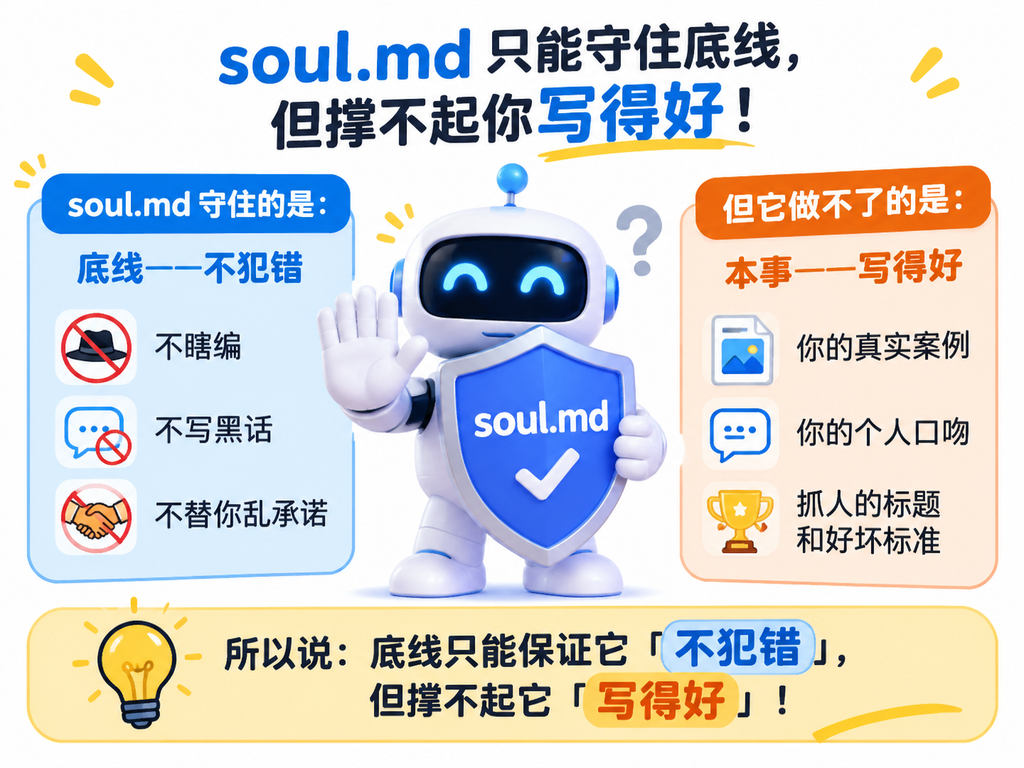 soul.md 只能守住底线，
但撑不起你写得好！
soul.md 守住的是：
底线——不犯错
不瞎编
不写黑话
不替你乱承诺
?
soul.md
但它做不了的是：
本事——写得好
你的真实案例
你的个人口吻
抓人的标题
和好坏标准
所以说：底线只能保证它「不犯错」，
但撑不起它「写得好」！